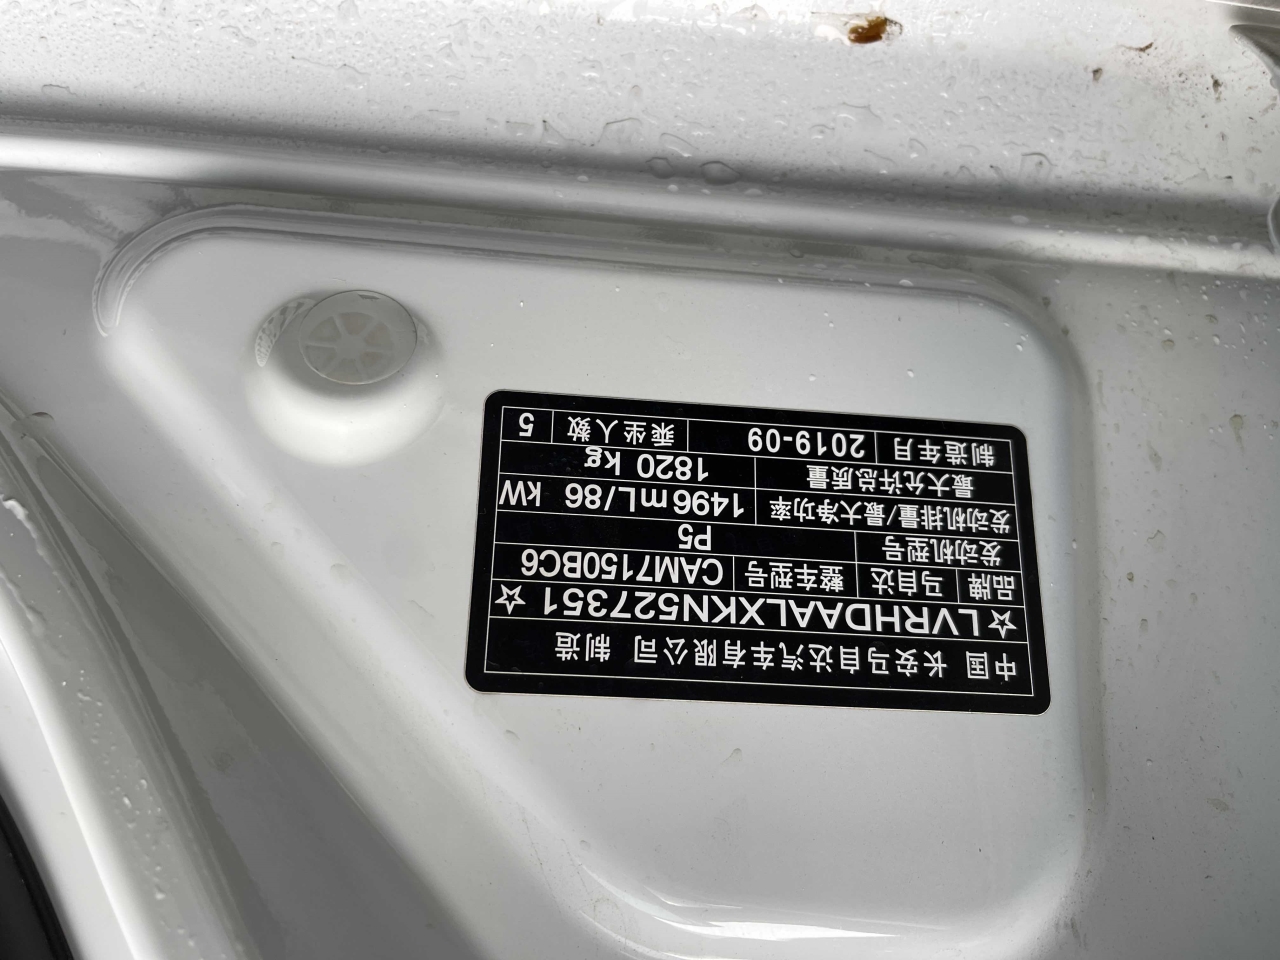 中国 长安马自达汽车有限公司 制造
☆LVRHDAALXKN527351☆
品牌 马自达 整车型号 CAM7150BC6
发动机型号 P5
发动机排量/最大净功率 1496mL/86 kW
最大允许总质量 1820 kg
制造年月 2019-09 乘坐人数 5